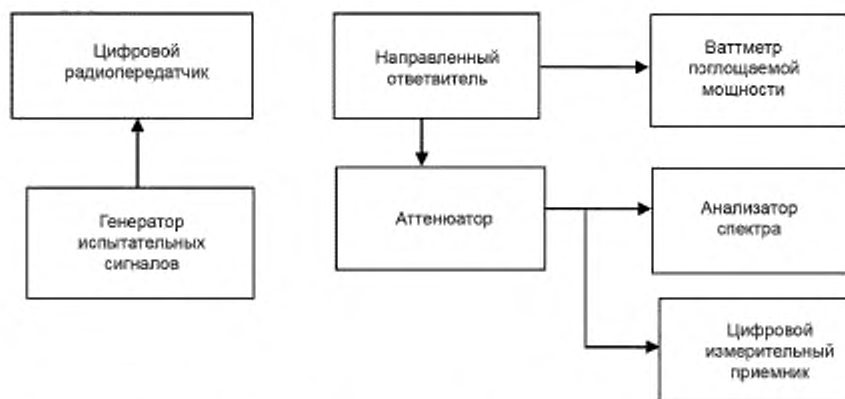 Цифровой
радиопередатчик
Направленный
ответвитель
Ваттметр
поглощаемой
мощности
Генератор
испытательных
сигналов
Аттенюатор
Анализатор
спектра
Цифровой
измерительный
приемник